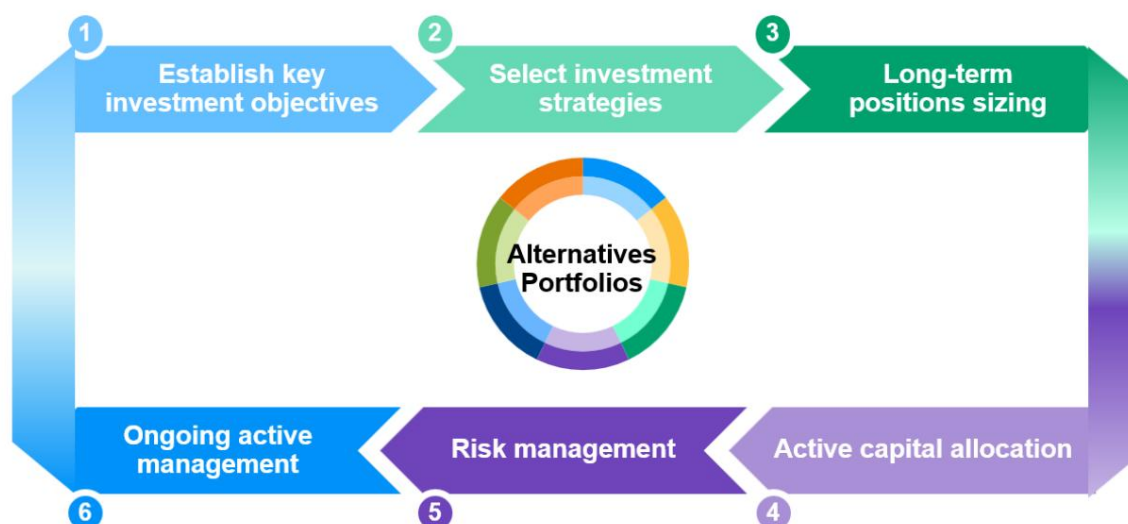 1
Establish key
investment objectives
2
Select investment
strategies
3
Long-term
positions sizing
Alternatives
Portfolios
4
Active capital allocation
5
Risk management
6
Ongoing active
management